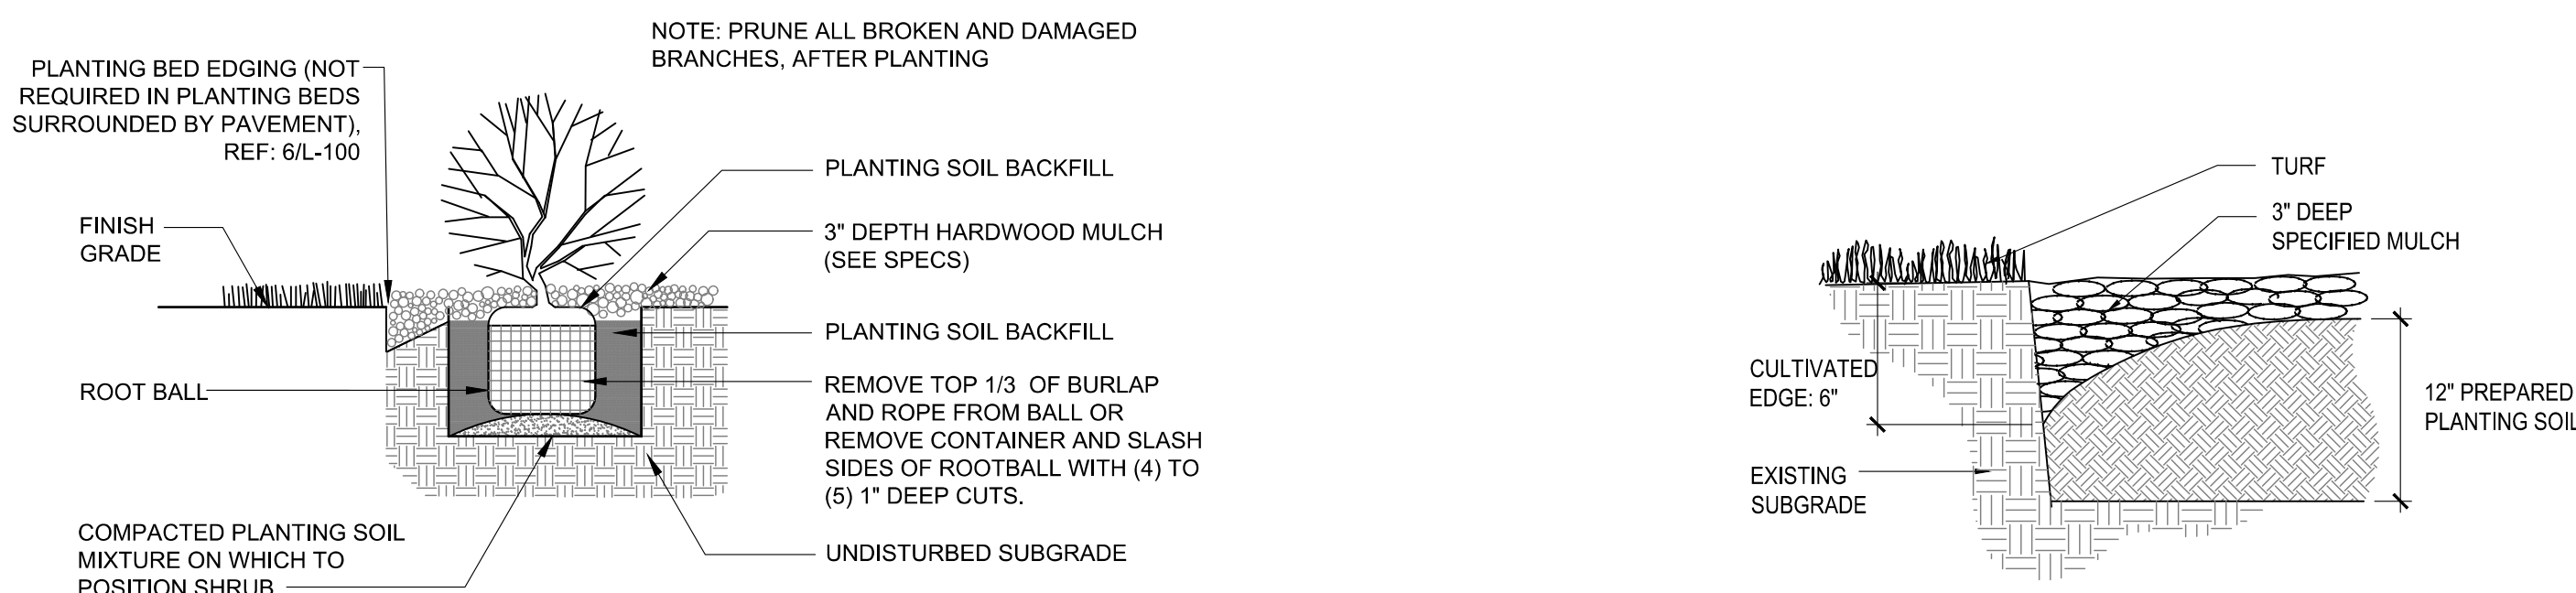 NOTE: PRUNE ALL BROKEN AND DAMAGED
BRANCHES, AFTER PLANTING
PLANTING BED EDGING (NOT
REQUIRED IN PLANTING BEDS
SURROUNDED BY PAVEMENT),
REF: 6/L-100
FINISH
GRADE
ROOT BALL
COMPACTED PLANTING SOIL
MIXTURE ON WHICH TO
POSITION SHRUB
PLANTING SOIL BACKFILL
3" DEPTH HARDWOOD MULCH
(SEE SPECS)
PLANTING SOIL BACKFILL
REMOVE TOP 1/3 OF BURLAP
AND ROPE FROM BALL OR
REMOVE CONTAINER AND SLASH
SIDES OF ROOTBALL WITH (4) TO
(5) 1" DEEP CUTS.
UNDISTURBED SUBGRADE
TURF
3" DEEP
SPECIFIED MULCH
CULTIVATED
EDGE: 6"
EXISTING
SUBGRADE
12" PREPARED
PLANTING SOIL